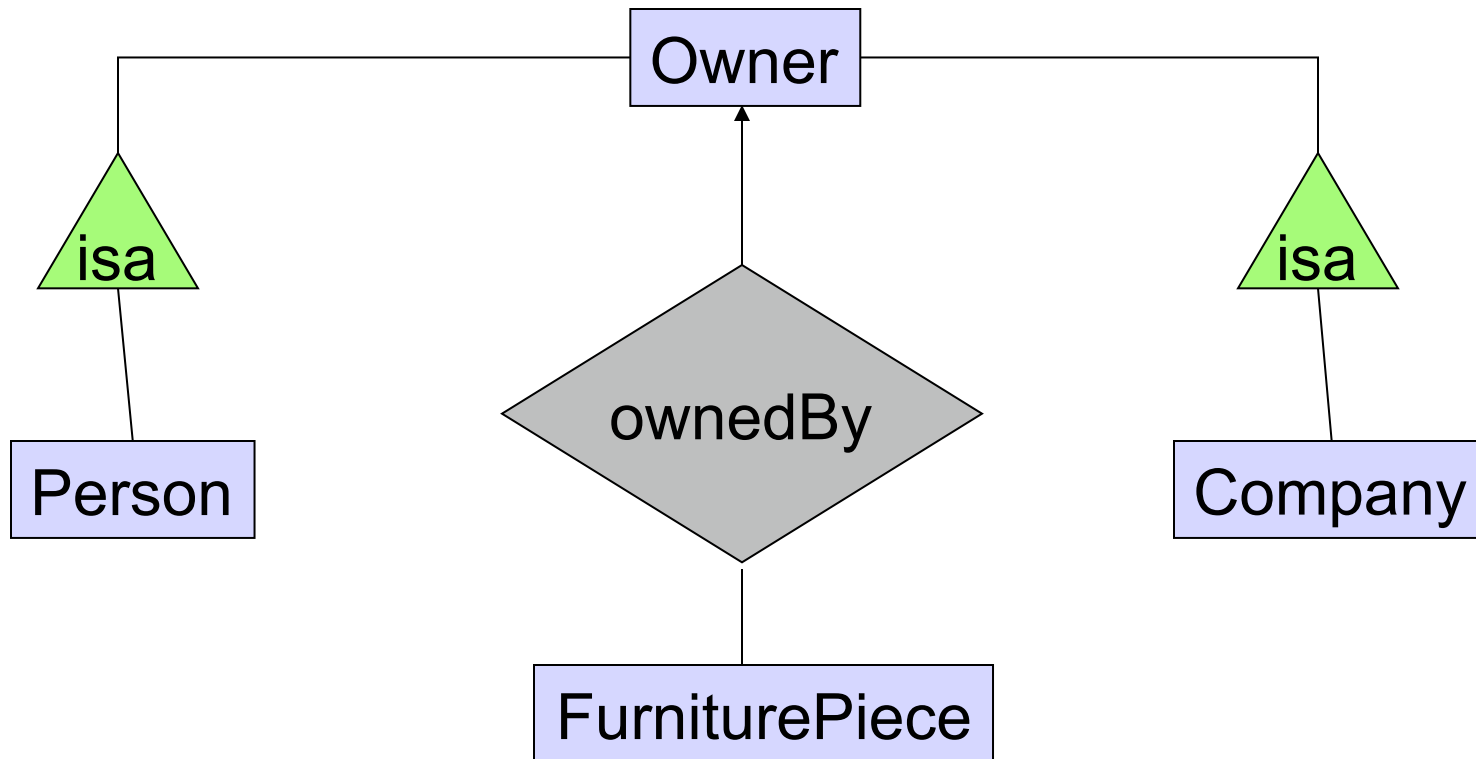 Owner
isa
isa
ownedBy
Person
Company
FurniturePiece